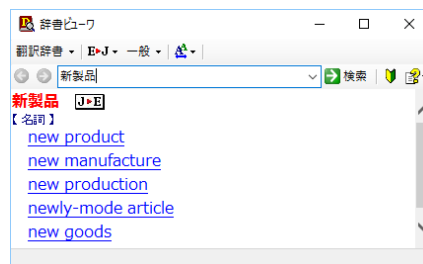 辞書ビューワ
翻訳辞書 E▸J 一般 A
新製品 検索
新製品 J▸E
【名詞】
new product
new manufacture
new production
newly-mode article
new goods